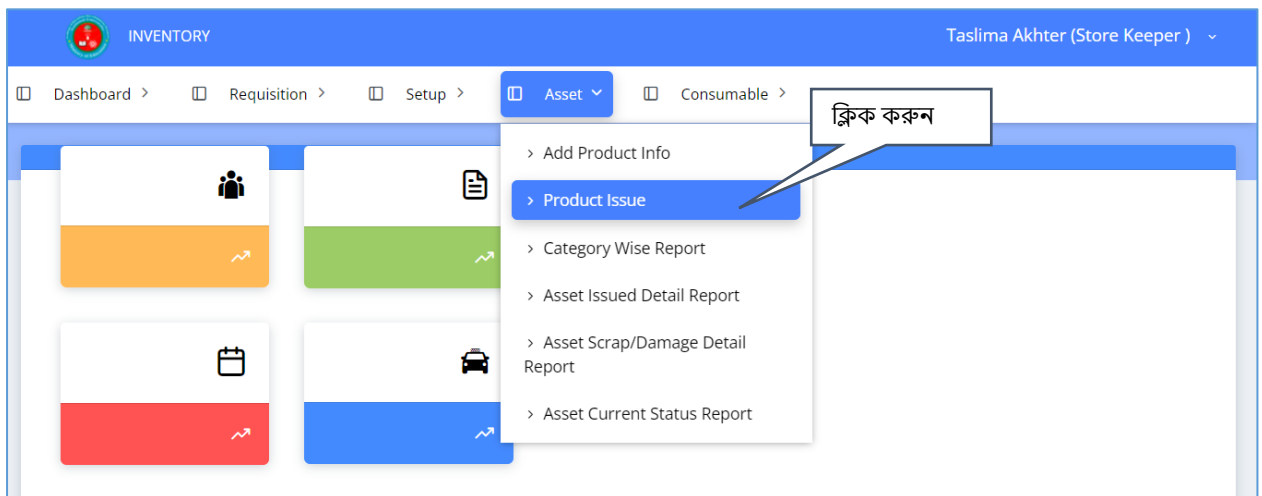 INVENTORY
Taslima Akhter (Store Keeper )
Dashboard >
Requisition >
Setup >
Asset
Consumable >
ক্লিক করুন
> Add Product Info
> Product Issue
> Category Wise Report
> Asset Issued Detail Report
> Asset Scrap/Damage Detail
Report
> Asset Current Status Report